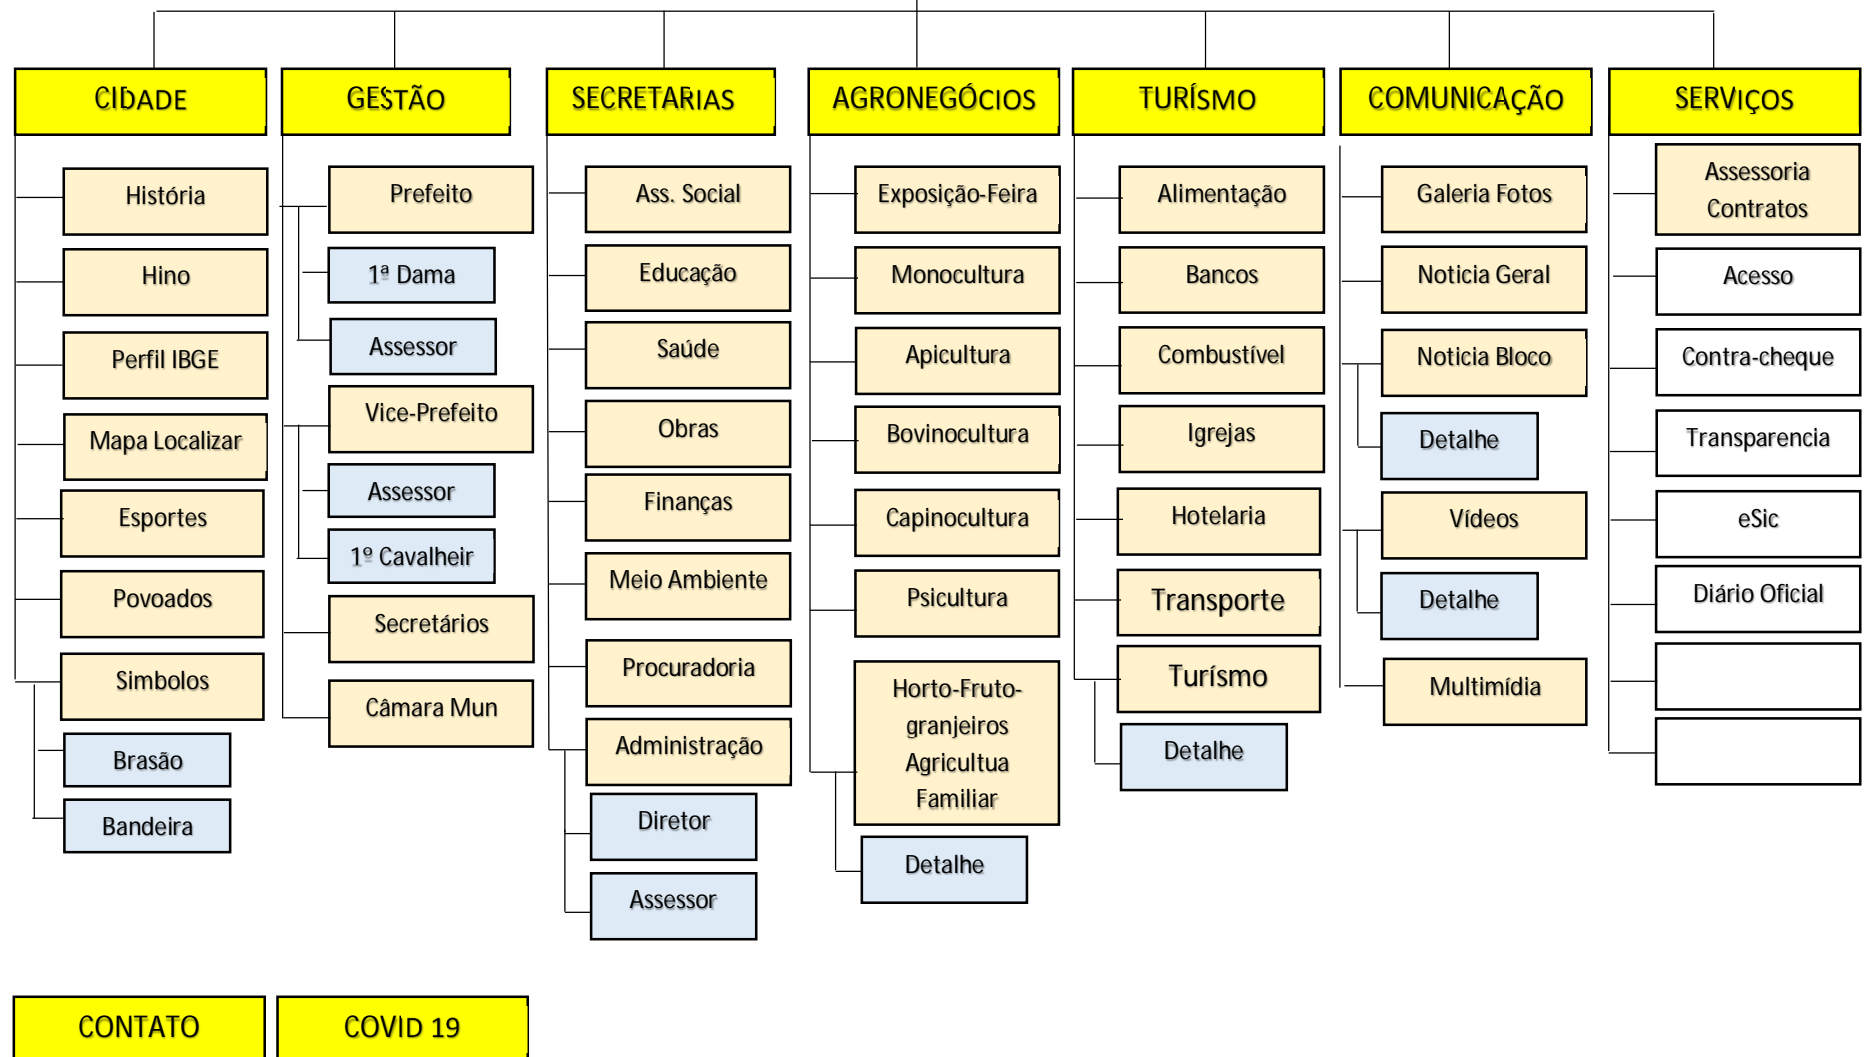 CIDADE
História
Hino
Perfil IBGE
Mapa Localizar
Esportes
Povoados
Simbolos
Brasão
Bandeira
GESTÃO
Prefeito
1ª Dama
Assessor
Vice-Prefeito
Assessor
1º Cavalheir
Secretários
Câmara Mun
SECRETARIAS
Ass. Social
Educação
Saúde
Obras
Finanças
Meio Ambiente
Procuradoria
Administração
Diretor
Assessor
AGRONEGÓCIOS
Exposição-Feira
Monocultura
Apicultura
Bovinocultura
Capinocultura
Psicultura
Horto-Fruto-
granjeiros
Agricultua
Familiar
Detalhe
TURÍSMO
Alimentação
Bancos
Combustível
Igrejas
Hotelaria
Transporte
Turísmo
Detalhe
COMUNICAÇÃO
Galeria Fotos
Noticia Geral
Noticia Bloco
Detalhe
Vídeos
Detalhe
Multimídia
SERVIÇOS
Assessoria
Contratos
Acesso
Contra-cheque
Transparencia
eSic
Diário Oficial
CONTATO
COVID 19